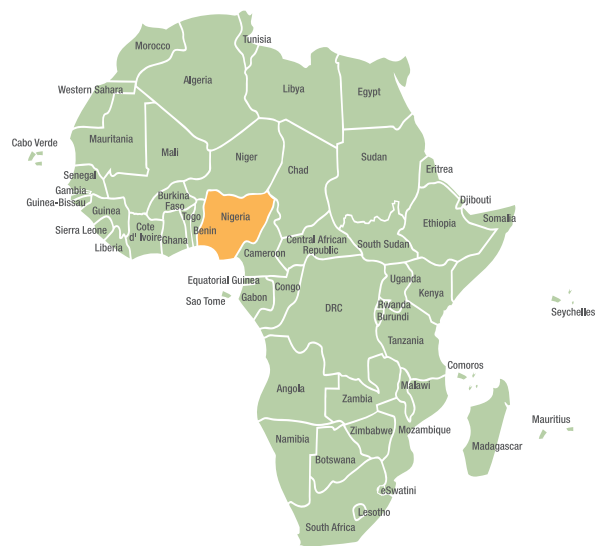 Tunisia
Morocco
Algeria
Libya
Egypt
Western Sahara
Mauritania
Cabo Verde
Mali
Niger
Chad
Sudan
Eritrea
Senegal
Gambia
Guinea-Bissau
Guinea
Sierra Leone
Liberia
Cote
d' Ivoire
Burkina
Faso
Ghana
Togo
Benin
Nigeria
Djibouti
Somalia
Ethiopia
Central African
Republic
South Sudan
Cameroon
Equatorial Guinea
Sao Tome
Gabon
Congo
DRC
Uganda
Kenya
Rwanda
Burundi
Tanzania
Seychelles
Comoros
Angola
Zambia
Malawi
Mozambique
Zimbabwe
Namibia
Botswana
Madagascar
Mauritius
eSwatini
Lesotho
South Africa